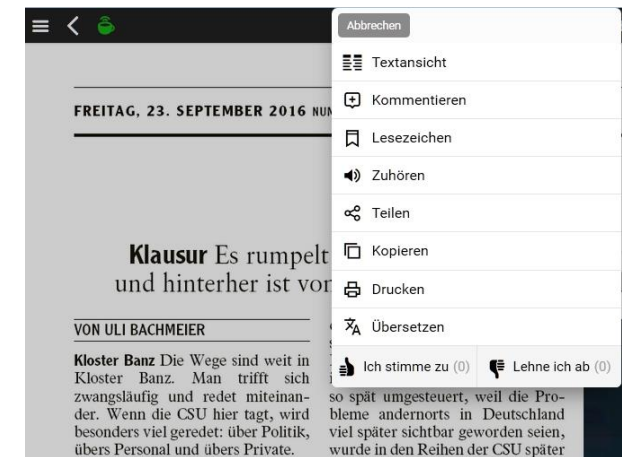 Abbrechen
Textansicht
Kommentieren
Lesezeichen
Zuhören
Teilen
Kopieren
Drucken
Übersetzen
Ich stimme zu (0)
Lehne ich ab (0)
FREITAG, 23. SEPTEMBER 2016
Klausur Es rumpelt
und hinterher ist
VON ULI BACHMEIER
Kloster Banz Die Wege sind weit in
Kloster Banz. Man trifft sich
zwangsläufig und redet miteinan-
der. Wenn die CSU hier tagt, wird
besonders viel geredet: über Politik,
übers Personal und übers Private.
so spät umgesteuert, weil die Pro-
bleme andernorts in Deutschland
viel später sichtbar geworden seien,
wurde in den Reihen der CSU später